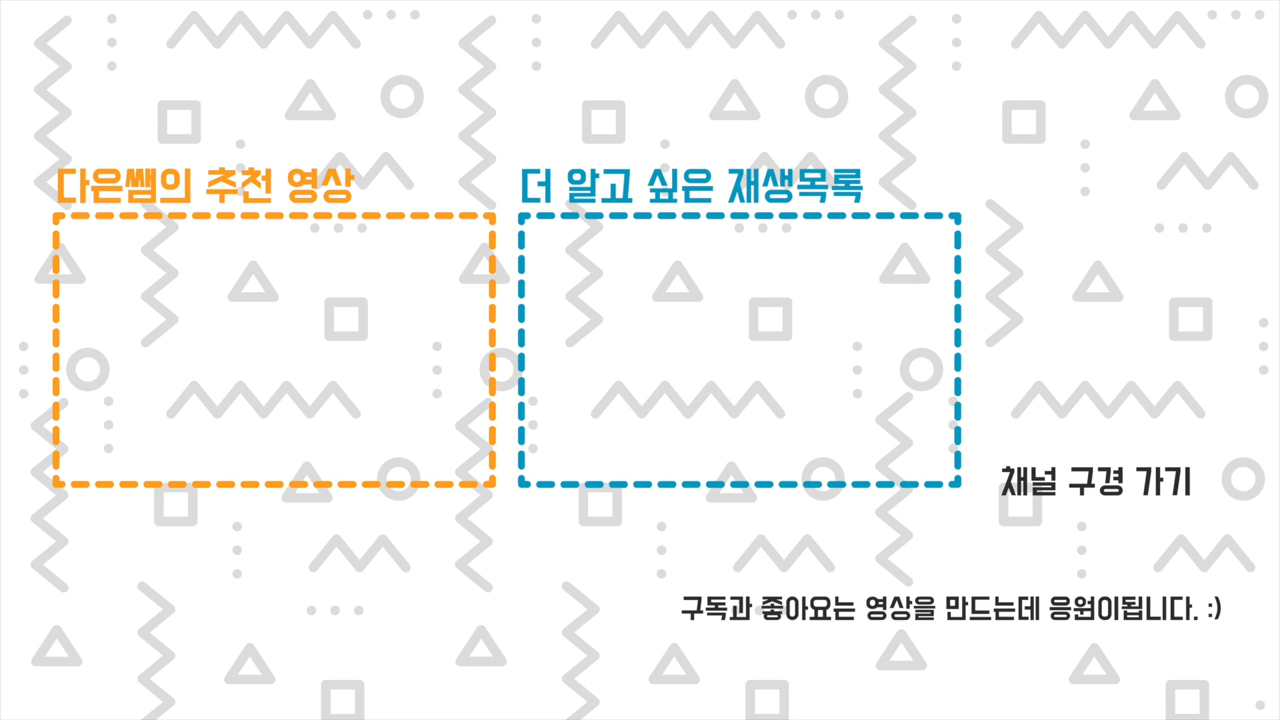 다은쌤의 추천 영상
더 알고 싶은 재생목록
채널 구경 가기
구독과 좋아요는 영상을 만드는데 응원이됩니다. :)